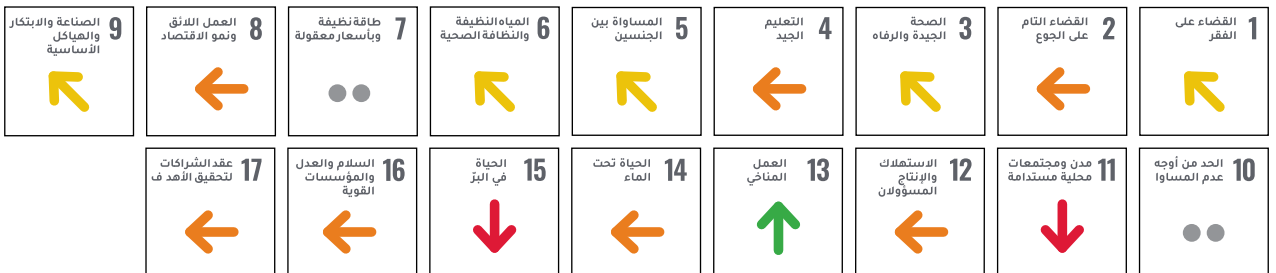 1 القضاء على
الفقر
2 القضاء التام
على الجوع
3 الصحة
الجيدة والرفاه
4 التعليم
الجيد
5 المساواة بين
الجنسين
6 المياه النظيفة
والنظافة الصحية
7 طاقة نظيفة
وبأسعار معقولة
8 العمل اللائق
ونمو الاقتصاد
9 الصناعة والابتكار
والهياكل
الأساسية
10 الحد من أوجه
عدم المساوا
11 مدن ومجتمعات
محلية مستدامة
12 الاستهلاك
والإنتاج
المسؤولان
13 العمل
المناخي
14 الحياة تحت
الماء
15 الحياة
في البرّ
16 السلام والعدل
والمؤسسات
القوية
17 عقد الشراكات
لتحقيق الأهد ف